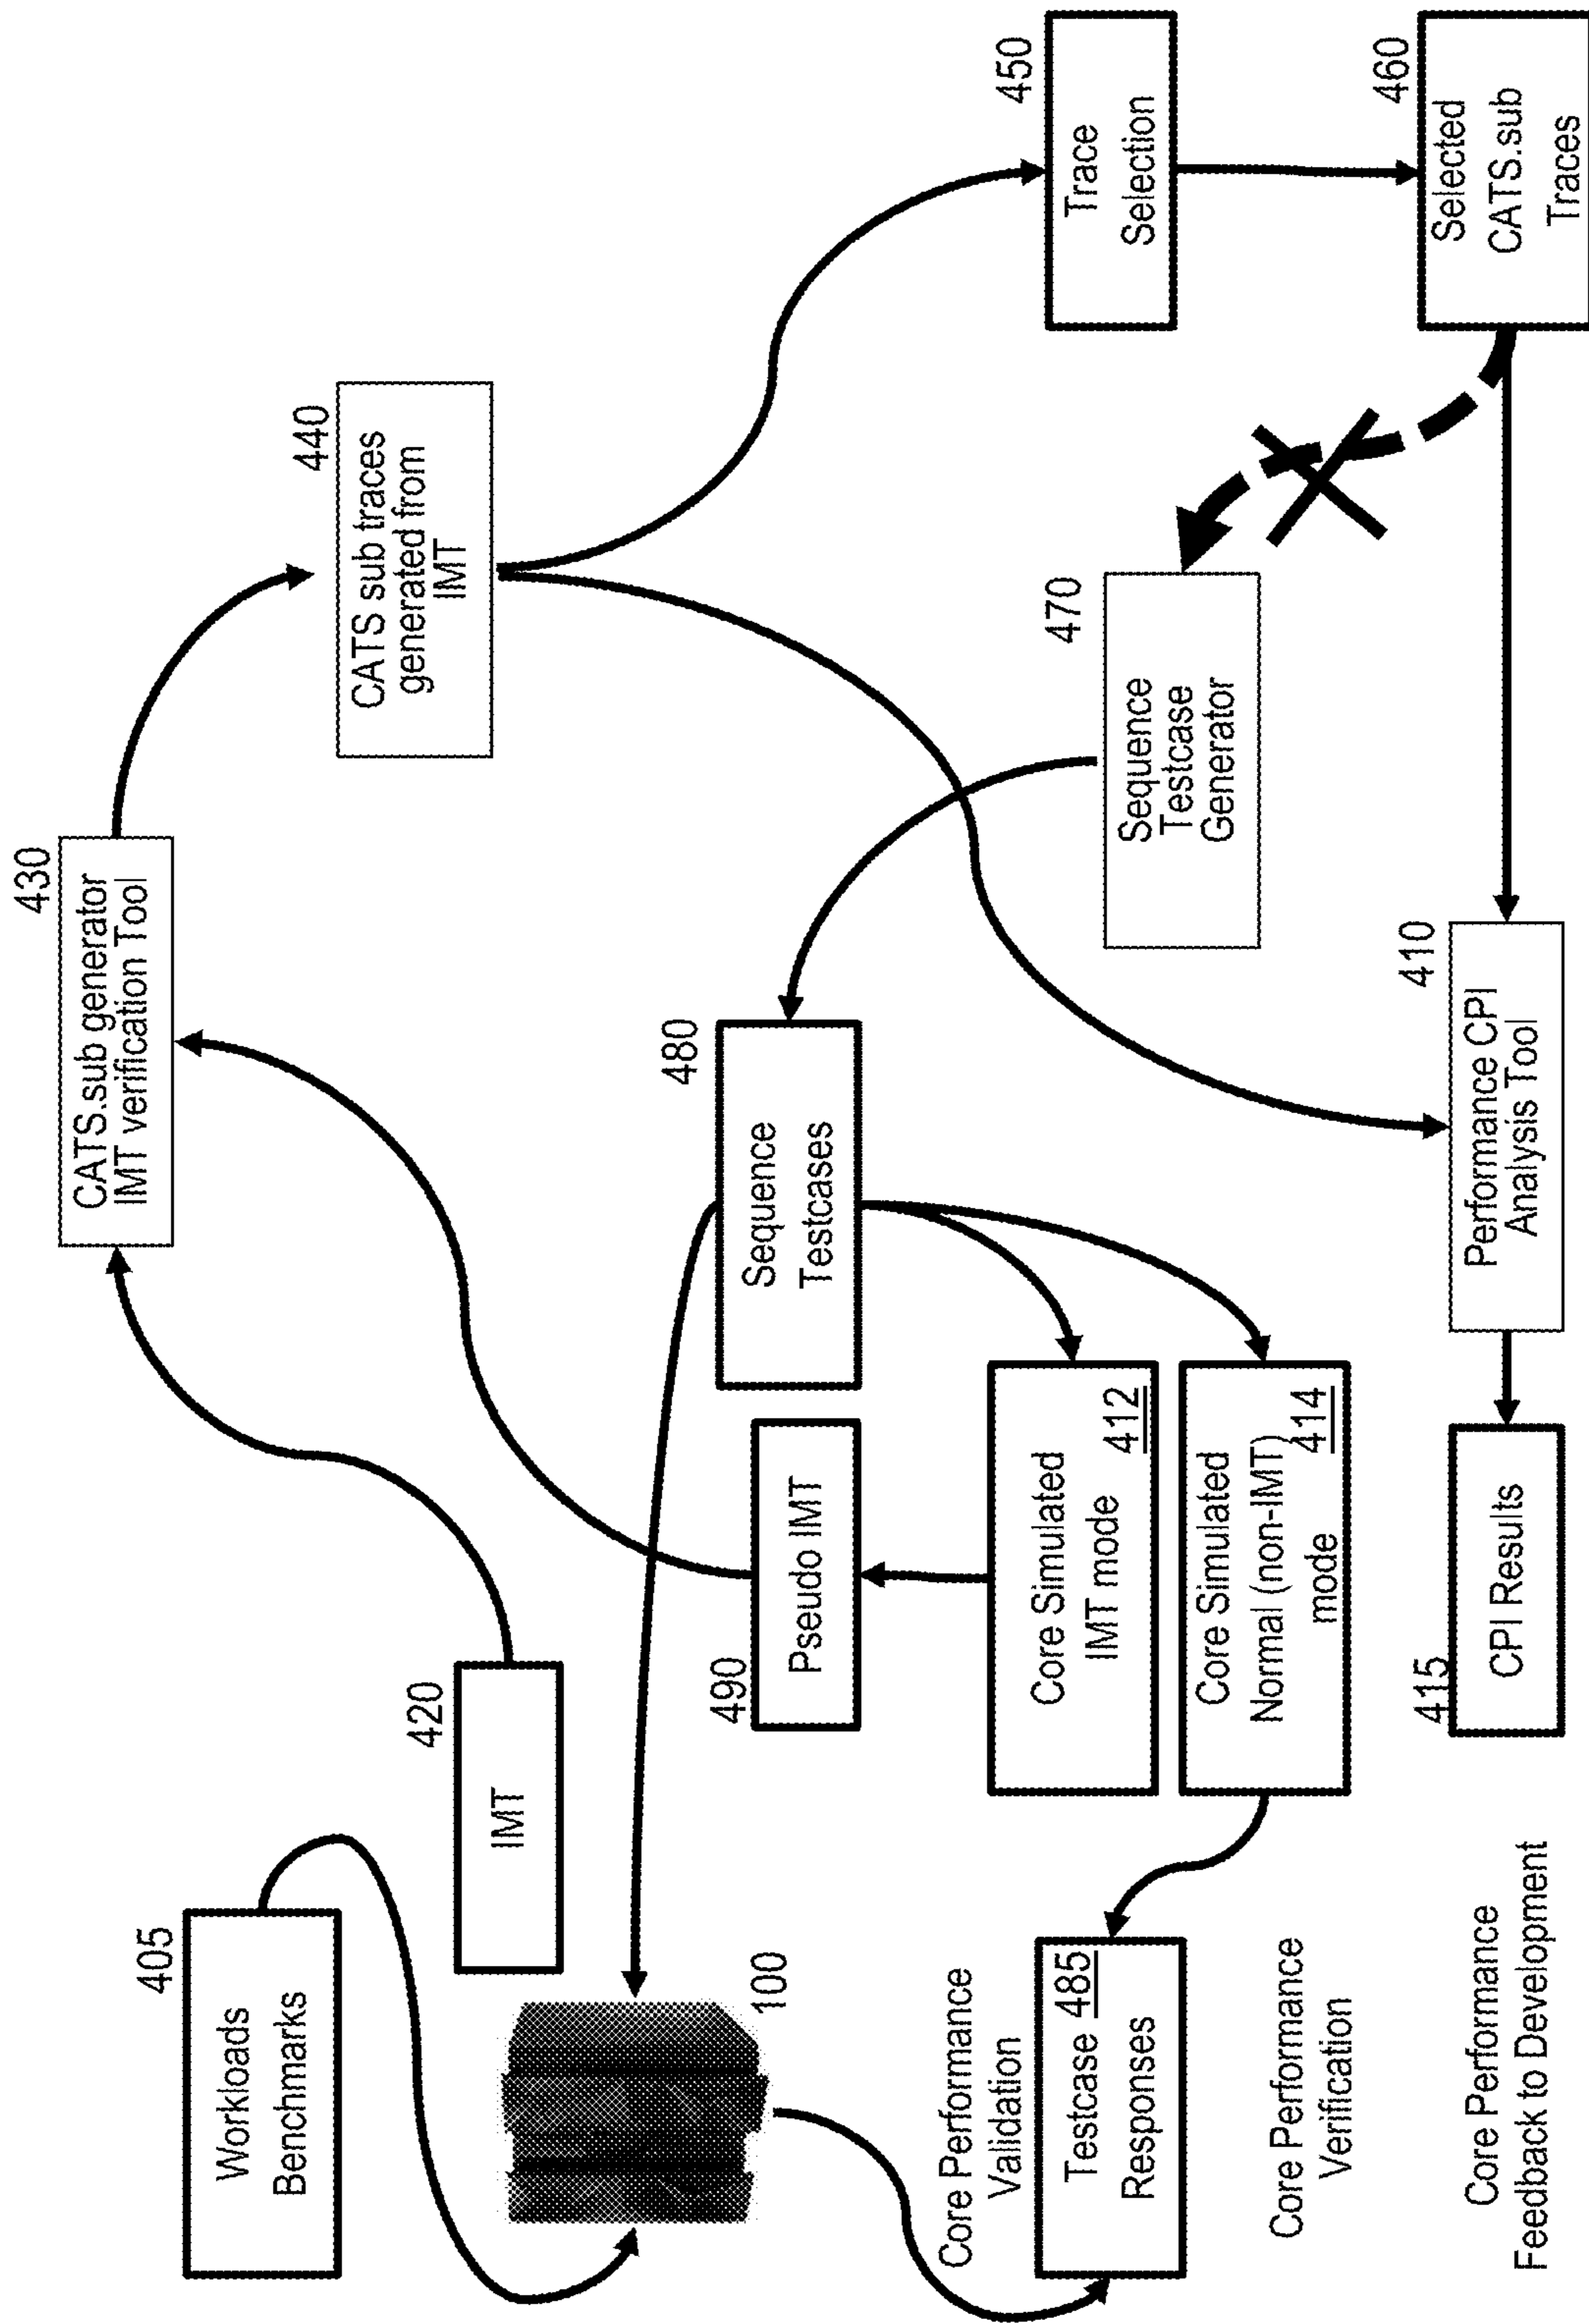 405
Workloads
Benchmarks
420
IMT
430
CATS.sub generator
IMT verification Tool
440
CATS sub traces
generated from
IMT
100
490
Pseudo IMT
480
Sequence
Testcases
470
Sequence
Testcase
Generator
450
Trace
Selection
460
Selected
CATS.sub
Traces
Core Simulated
IMT mode 412
Core Simulated
Normal (non-IMT)
mode 414
Core Performance
Validation
Testcase 485
Responses
Core Performance
Verification
410
Performance CPI
Analysis Tool
415
CPI Results
Core Performance
Feedback to Development